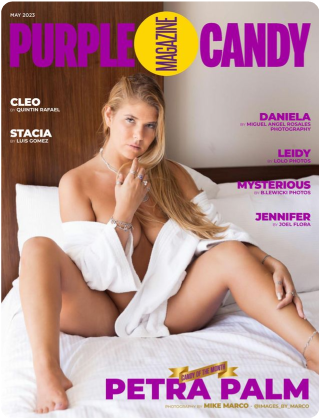 MAY 2023
PURPLE MAGAZINE CANDY
CLEO
BY QUINTIN RAFAEL
STACIA
BY LUIS GOMEZ
DANIELA
BY MIGUEL ANGEL ROSALES
PHOTOGRAPHY
LEIDY
BY LOLO PHOTOS
MYSTERIOUS
BY B.LEWICKI PHOTOS
JENNIFER
BY JOEL FLORA
CANDY OF THE MONTH
PETRA PALM
PHOTOGRAPHY BY MIKE MARCO @IMAGES_BY_MARCO